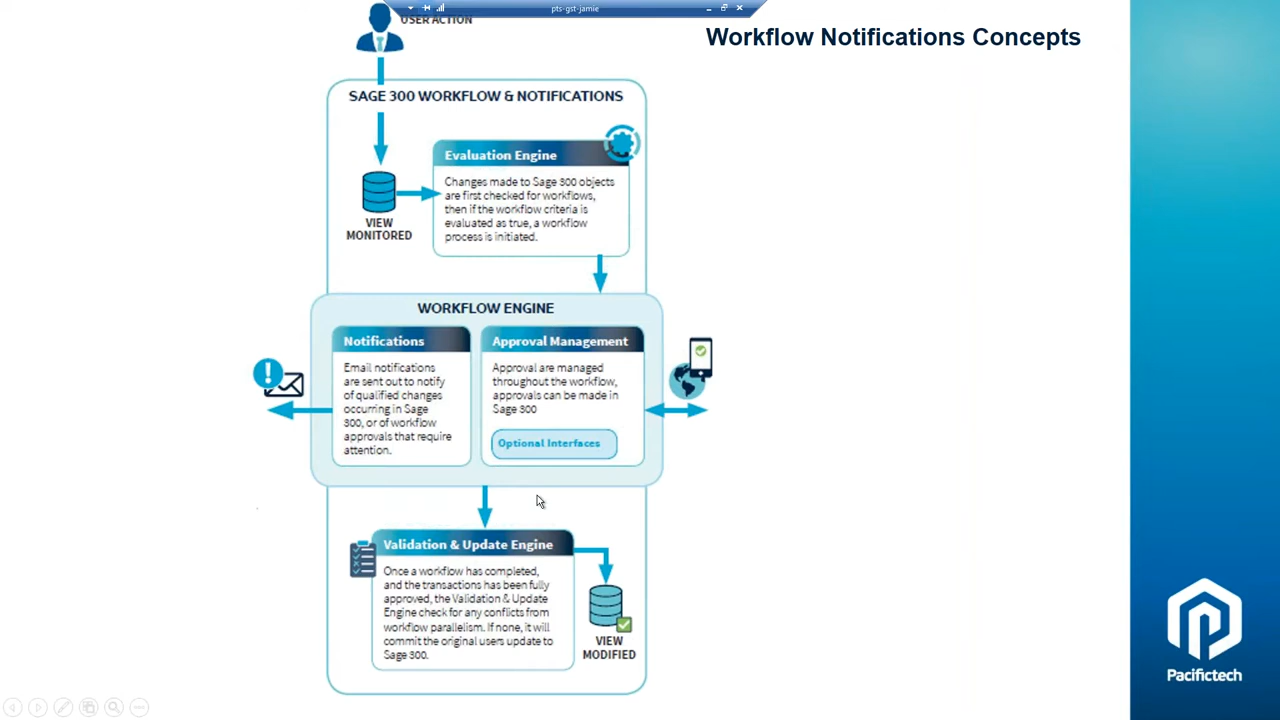 pts-gst-jamie
USER ACTION
Workflow Notifications Concepts
SAGE 300 WORKFLOW & NOTIFICATIONS
Evaluation Engine
Changes made to Sage 300 objects
are first checked for workflows,
then if the workflow criteria is
evaluated as true, a workflow
process is initiated.
VIEW
MONITORED
WORKFLOW ENGINE
Notifications
Email notifications
are sent out to notify
of qualified changes
occurring in Sage
300, or of workflow
approvals that require
attention.
Approval Management
Approval are managed
throughout the workflow,
approvals can be made in
Sage 300
Optional Interfaces
Validation & Update Engine
Once a workflow has completed,
and the transactions has been fully
approved, the Validation & Update
Engine check for any conflicts from
workflow parallelism. If none, it will
commit the original users update to
Sage 300.
VIEW
MODIFIED
Pacifictech